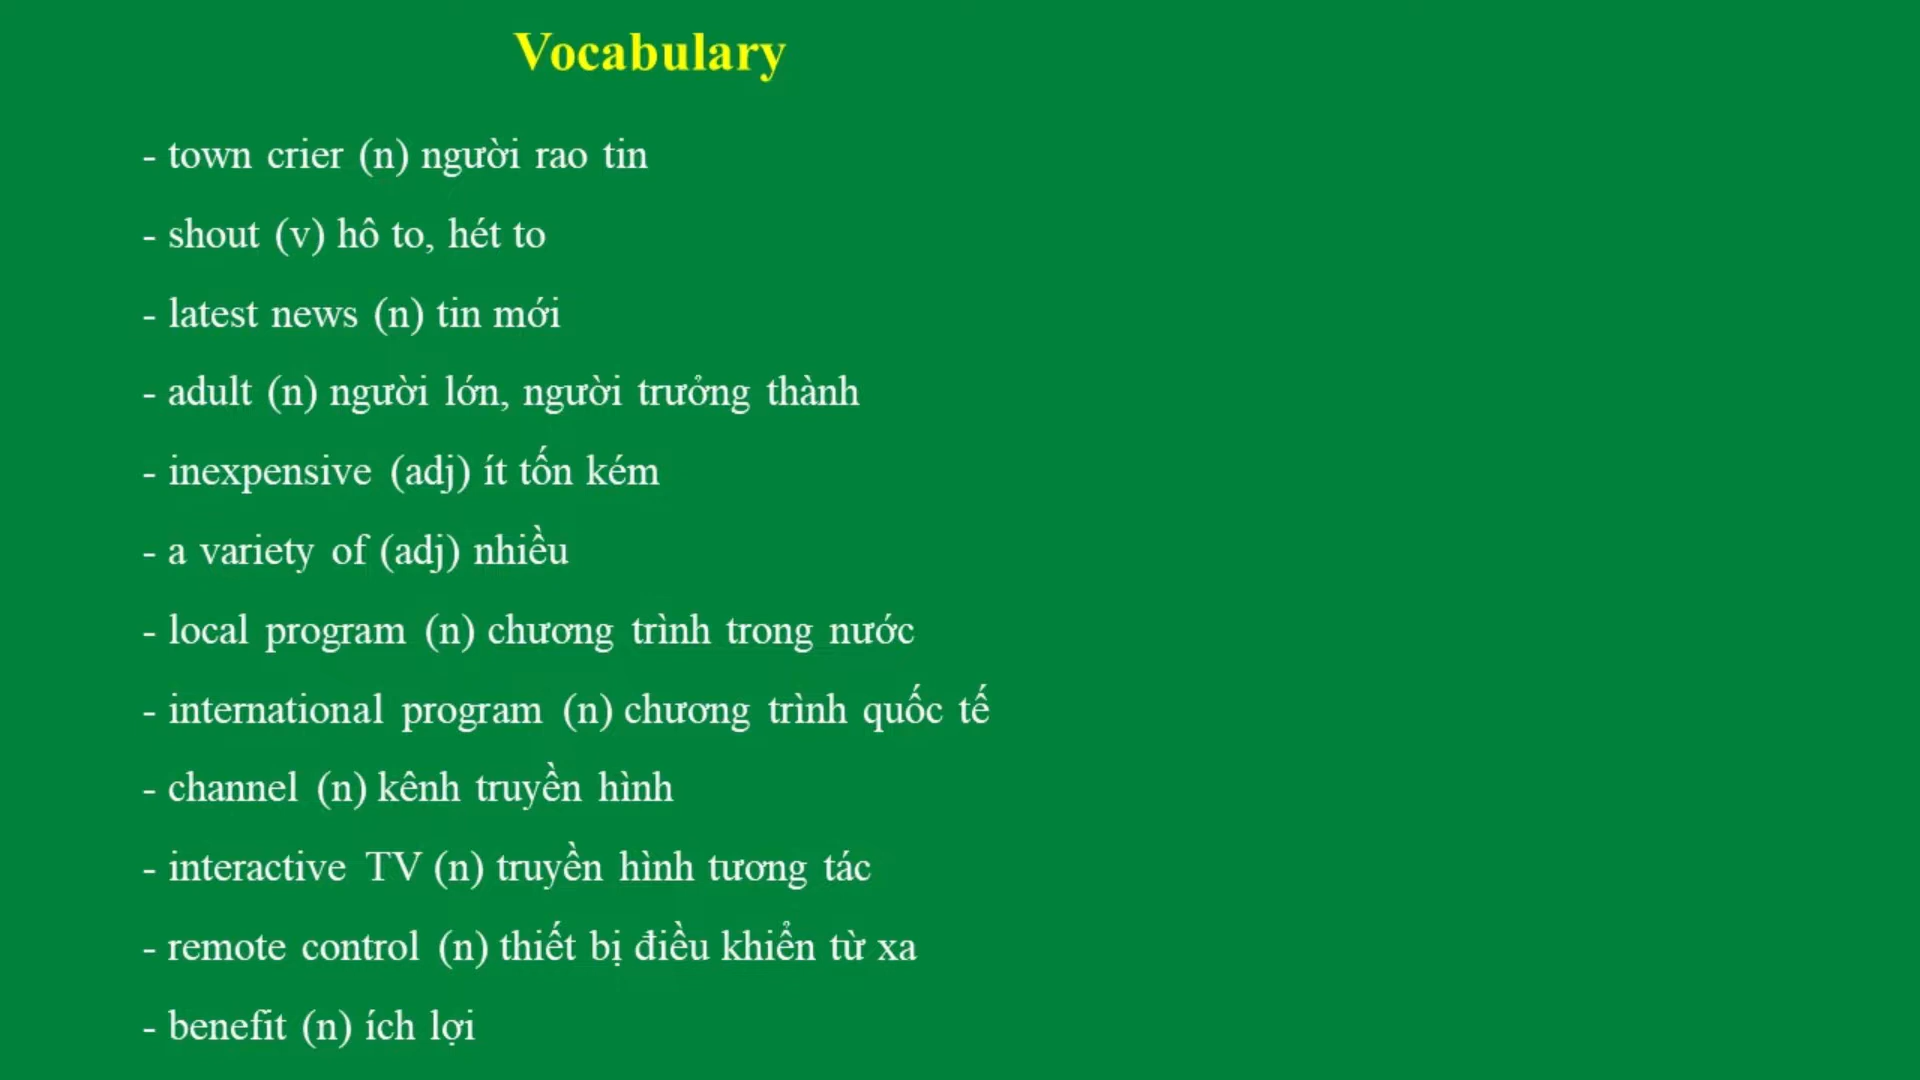 Vocabulary
- town crier (n) người rao tin
- shout (v) hô to, hét to
- latest news (n) tin mới
- adult (n) người lớn, người trưởng thành
- inexpensive (adj) ít tốn kém
- a variety of (adj) nhiều
- local program (n) chương trình trong nước
- international program (n) chương trình quốc tế
- channel (n) kênh truyền hình
- interactive TV (n) truyền hình tương tác
- remote control (n) thiết bị điều khiển từ xa
- benefit (n) ích lợi